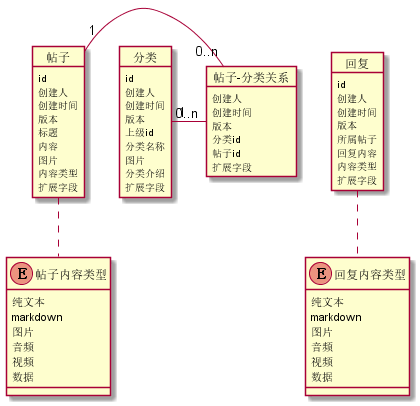 1
0..n
帖子
id
创建人
创建时间
版本
标题
内容
图片
内容类型
扩展字段
分类
id
创建人
创建时间
版本
上级id
分类名称
图片
分类介绍
扩展字段
0..n
帖子-分类关系
创建人
创建时间
版本
分类id
帖子id
扩展字段
回复
id
创建人
创建时间
版本
所属帖子
回复内容
内容类型
扩展字段
E 帖子内容类型
纯文本
markdown
图片
音频
视频
数据
E 回复内容类型
纯文本
markdown
图片
音频
视频
数据